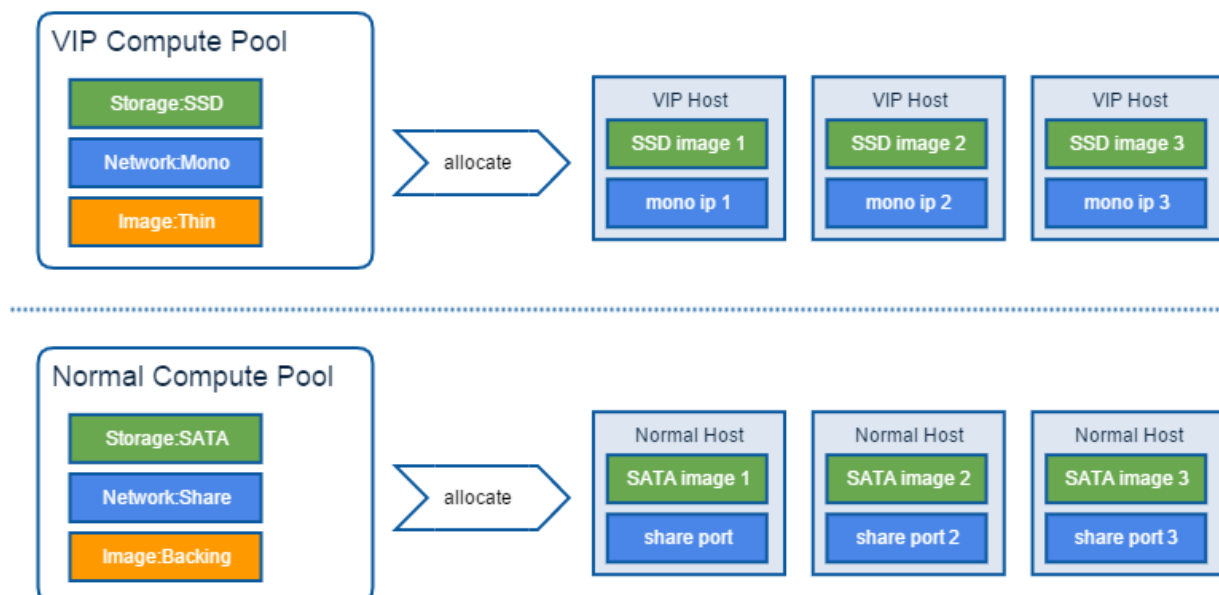 VIP Compute Pool
Storage:SSD
Network:Mono
Image:Thin
allocate
VIP Host
SSD image 1
mono ip 1
VIP Host
SSD image 2
mono ip 2
VIP Host
SSD image 3
mono ip 3
Normal Compute Pool
Storage:SATA
Network:Share
Image:Backing
allocate
Normal Host
SATA image 1
share port
Normal Host
SATA image 2
share port 2
Normal Host
SATA image 3
share port 3